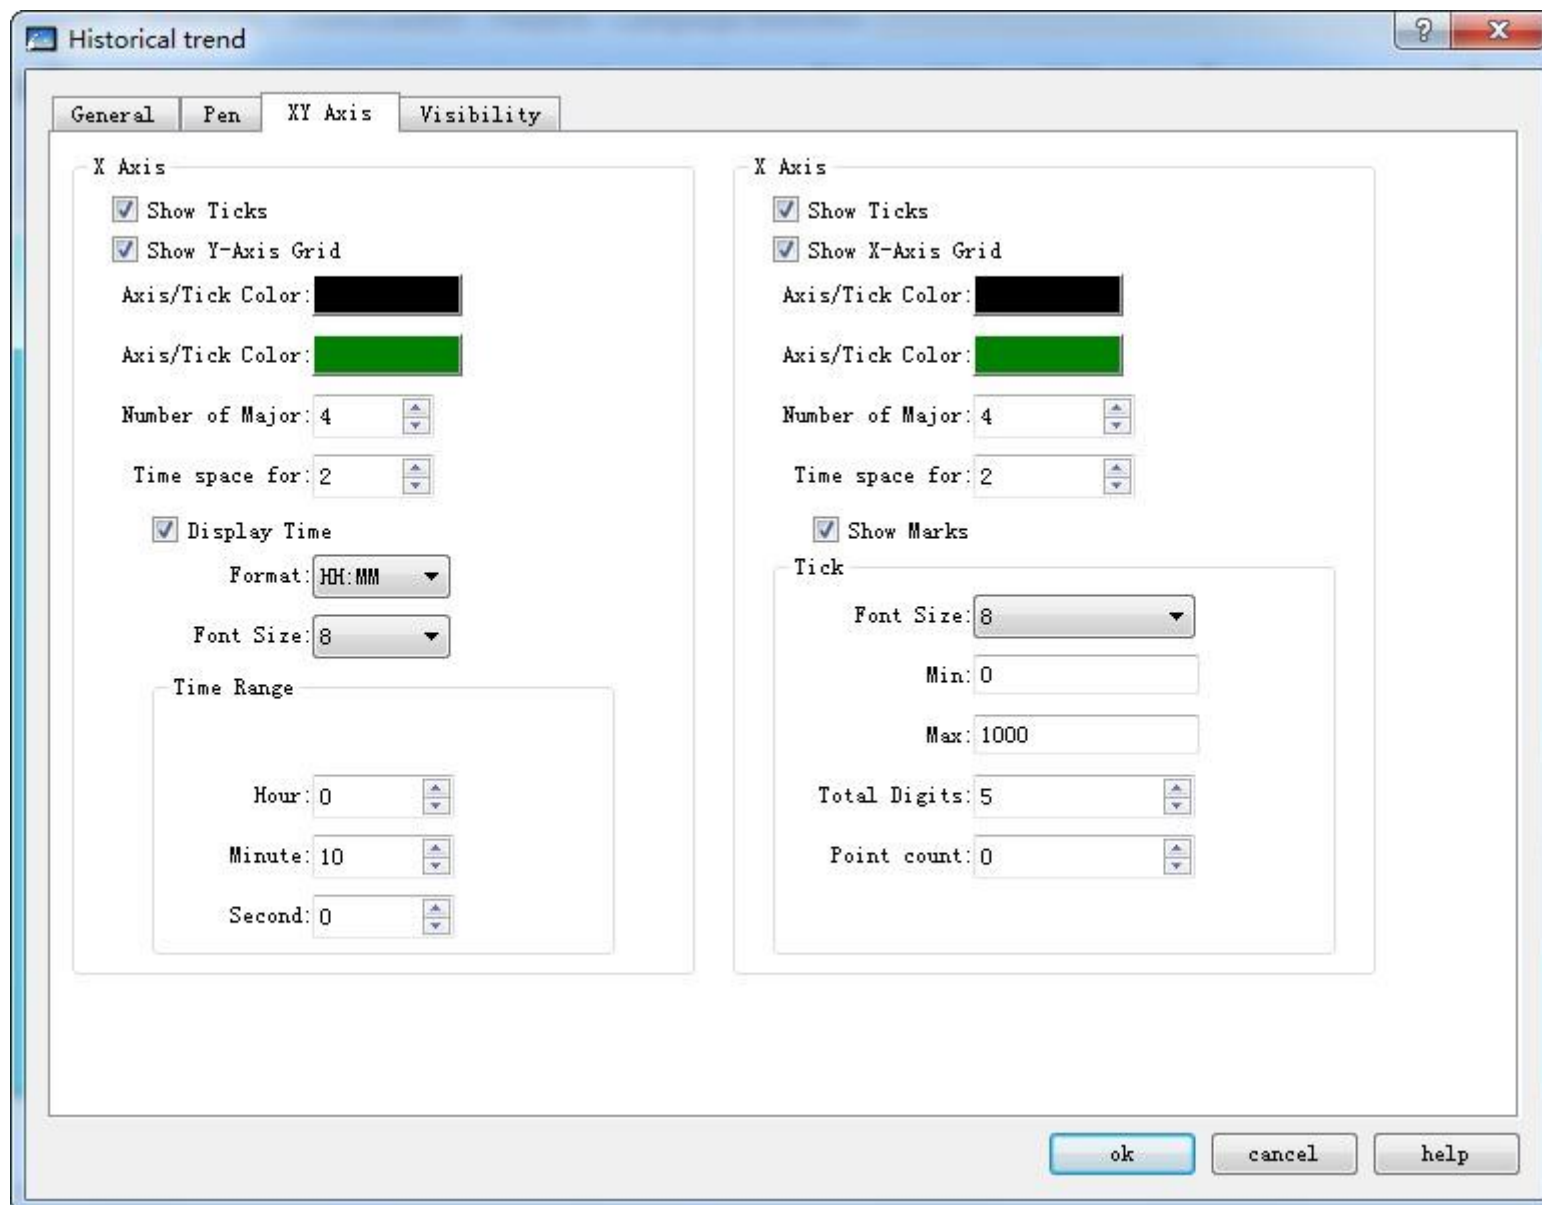 Historical trend
General Pen XY Axis Visibility
X Axis
Show Ticks
Show Y-Axis Grid
Axis/Tick Color:
Axis/Tick Color:
Number of Major: 4
Time space for: 2
Display Time
Format: HH:MM
Font Size: 8
Time Range
Hour: 0
Minute: 10
Second: 0
X Axis
Show Ticks
Show X-Axis Grid
Axis/Tick Color:
Axis/Tick Color:
Number of Major: 4
Time space for: 2
Show Marks
Tick
Font Size: 8
Min: 0
Max: 1000
Total Digits: 5
Point count: 0
ok cancel help